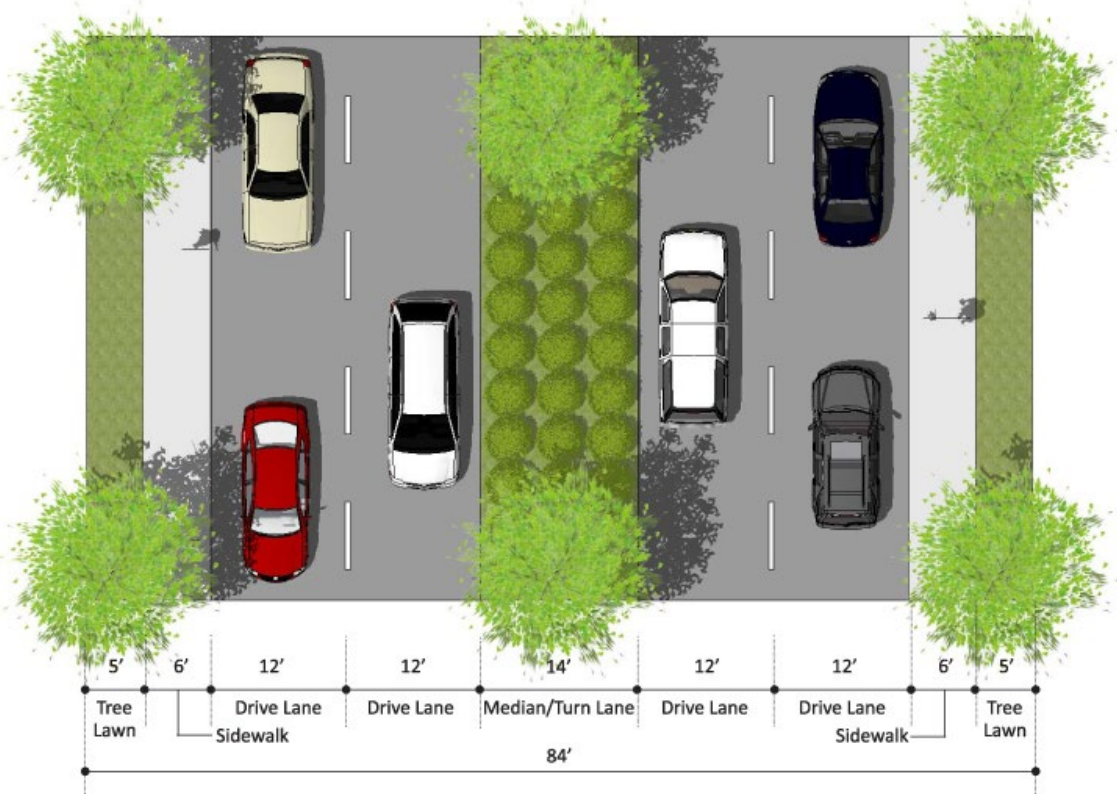 5' 6' 12' 12' 14' 12' 12' 6' 5'
Tree Lawn
Sidewalk
Drive Lane
Drive Lane
Median/Turn Lane
Drive Lane
Drive Lane
Sidewalk
Tree Lawn
84'